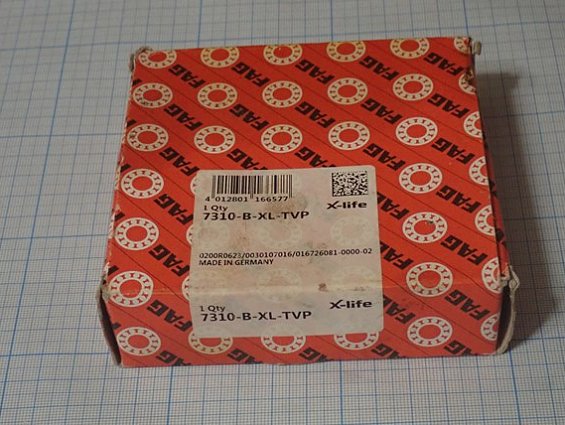 FAG
4 012801 166577
1 Qty
X-life
7310-B-XL-TVP
0200R0623/0030107016/016726081-0000-02
MADE IN GERMANY
1 Qty
X-life
7310-B-XL-TVP